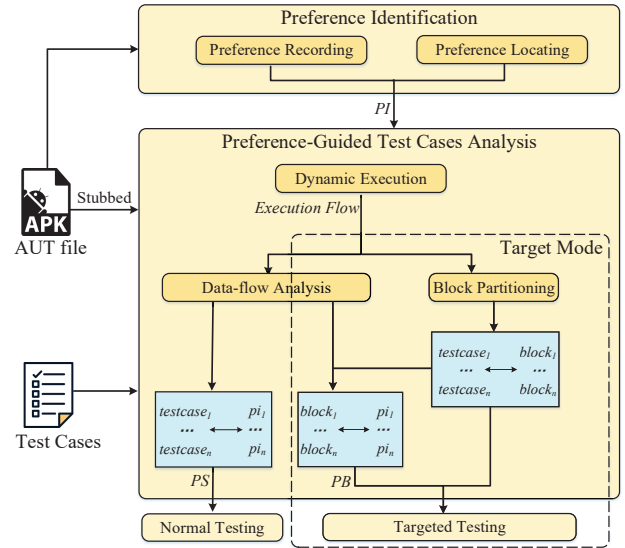 Preference Identification
Preference Recording
Preference Locating
PI
Preference-Guided Test Cases Analysis
Dynamic Execution
APK
Stubbed
AUT file
Execution Flow
Target Mode
Data-flow Analysis
Block Partitioning
testcase₁ block₁
... ...
testcaseₙ blockₙ
testcase₁ pi₁
... ...
testcaseₙ piₙ
block₁ pi₁
... ...
blockₙ piₙ
Test Cases
PS
PB
Normal Testing
Targeted Testing